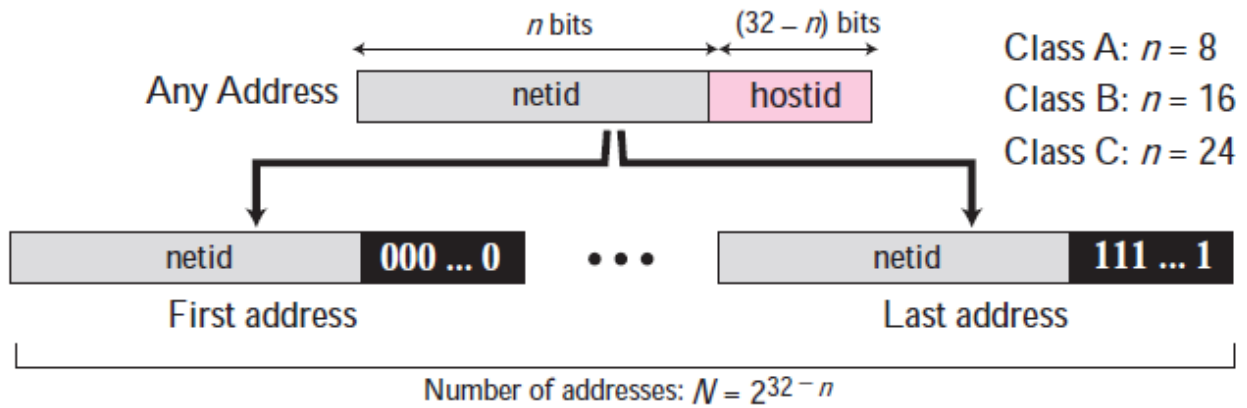 n bits
(32 – n) bits
Class A: n = 8
Any Address
netid
hostid
Class B: n = 16
Class C: n = 24
netid
000 ... 0
• • •
netid
111 ... 1
First address
Last address
Number of addresses: N = 2^32 – n